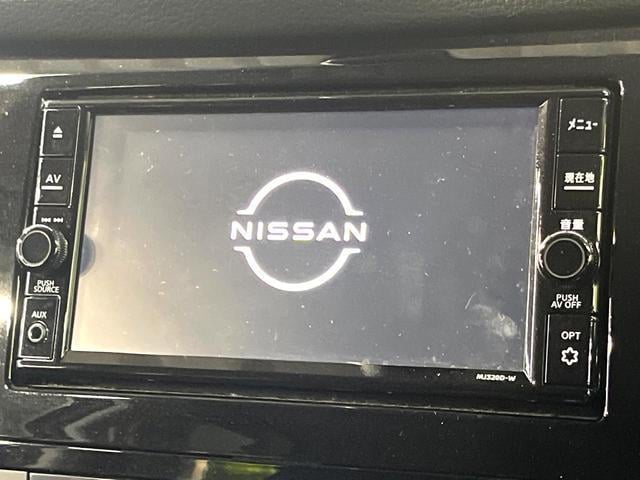 メニュー
AV
現在地
音量
NISSAN
PUSH
SOURCE
PUSH
AV OFF
AUX
OPT
MJ320D-W